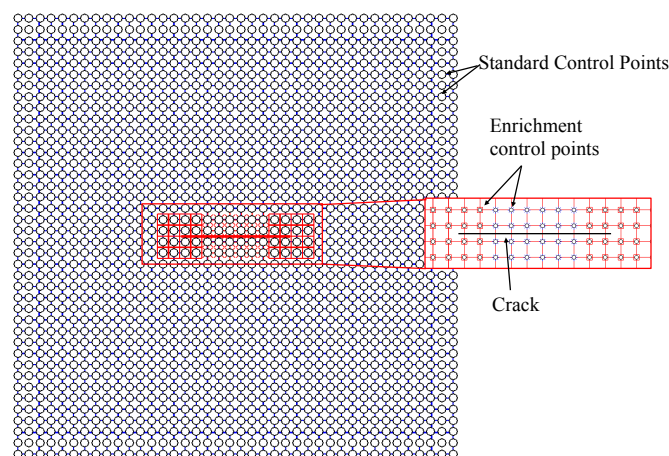 Standard Control Points
Enrichment
control points
Crack